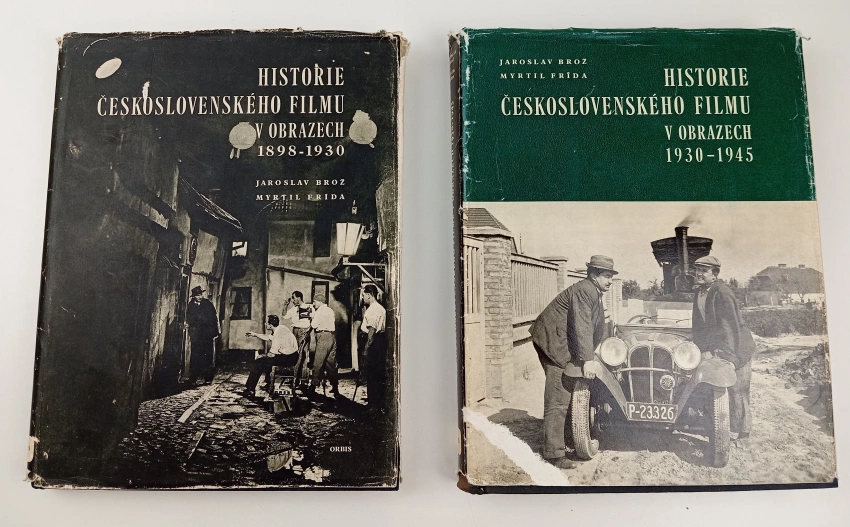 HISTORIE
ČESKOSLOVENSKÉHO FILMU
V OBRAZECH
1898-1930
JAROSLAV BROŽ
MYRTIL FRÍDA
ORBIS
JAROSLAV BROŽ
MYRTIL FRÍDA
HISTORIE
ČESKOSLOVENSKÉHO FILMU
V OBRAZECH
1930-1945
P-23326